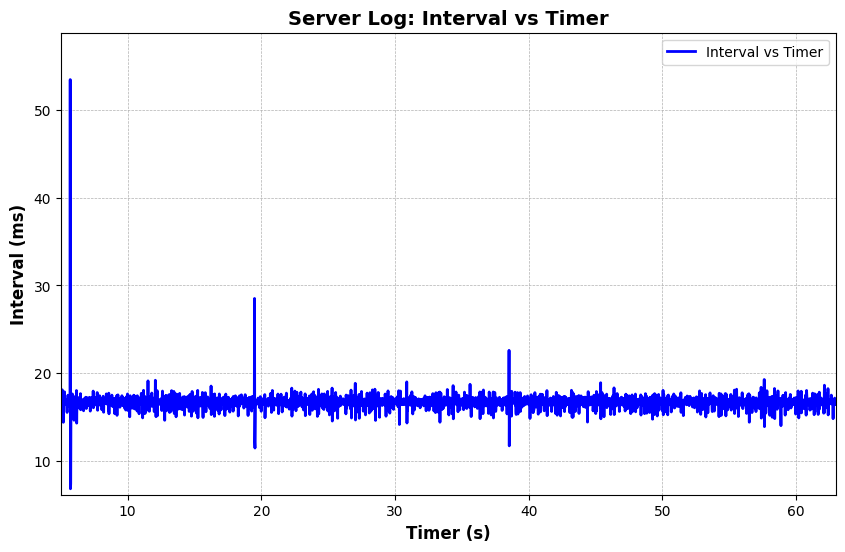 Server Log: Interval vs Timer
Interval vs Timer
50
40
30
20
10
Interval (ms)
10 20 30 40 50 60
Timer (s)